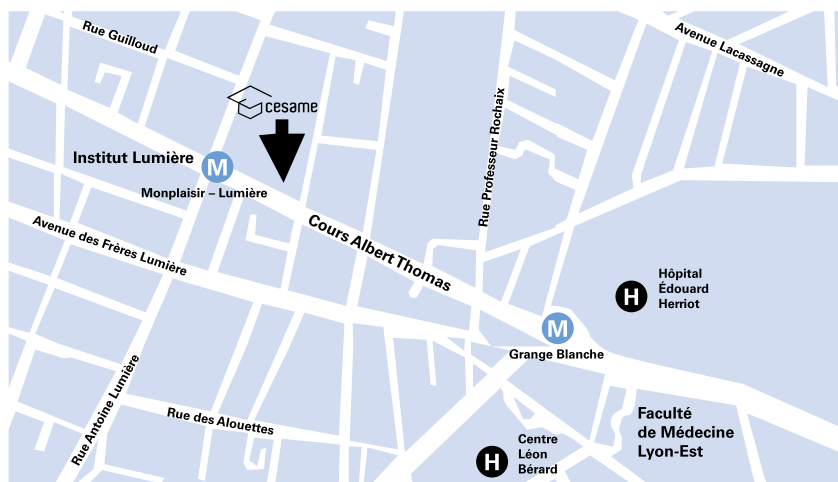 Rue Guilloud
Avenue Lacassagne
cesame
Rue Professeur Rochaix
Institut Lumière
M
Monplaisir – Lumière
Cours Albert Thomas
Avenue des Frères Lumière
H
Hôpital
Édouard
Herriot
M
Grange Blanche
Rue Antoine Lumière
Rue des Alouettes
Faculté
de Médecine
Lyon-Est
H
Centre
Léon
Bérard